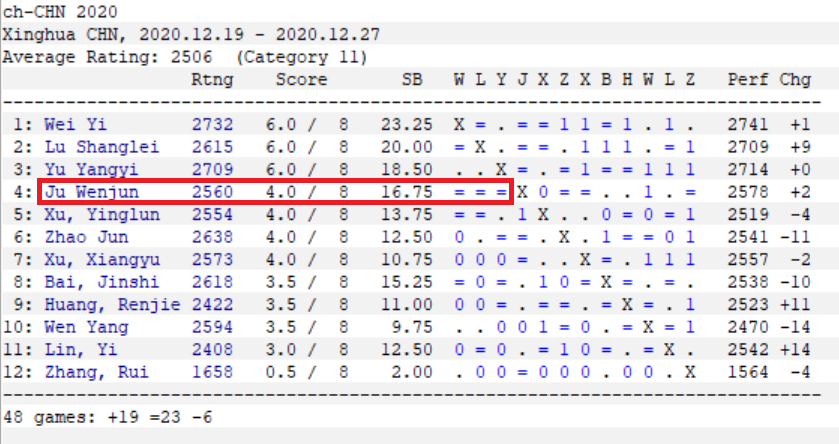 ch-CHN 2020
Xinghua CHN, 2020.12.19 - 2020.12.27
Average Rating: 2506 (Category 11)
Rtng Score SB W L Y J X Z X B H W L Z Perf Chg
--------------------------------------------------------------------------------
1: Wei Yi 2732 6.0 / 8 23.25 X = . = = 1 1 = 1 . 1 . 2741 +1
2: Lu Shanglei 2615 6.0 / 8 20.00 = X . = = . 1 1 1 . = 1 2709 +9
3: Yu Yangyi 2709 6.0 / 8 18.50 . . X = . = 1 = = 1 1 1 2714 +0
4: Ju Wenjun 2560 4.0 / 8 16.75 = = = X 0 = = . . 1 . = 2578 +2
5: Xu, Yinglun 2554 4.0 / 8 13.75 = = . 1 X . . 0 = 0 = 1 2519 -4
6: Zhao Jun 2638 4.0 / 8 12.50 0 . = = . X . 1 = = 0 1 2541 -11
7: Xu, Xiangyu 2573 4.0 / 8 10.75 0 0 0 = . . X = . 1 1 1 2557 -2
8: Bai, Jinshi 2618 3.5 / 8 15.25 = 0 = . 1 0 = X = . = . 2538 -10
9: Huang, Renjie 2422 3.5 / 8 11.00 0 0 = . = = . = X = . 1 2523 +11
10: Wen Yang 2594 3.5 / 8 9.75 . . 0 0 1 = 0 . = X = 1 2470 -14
11: Lin, Yi 2408 3.0 / 8 12.50 0 = 0 . = 1 0 = . = X . 2542 +14
12: Zhang, Rui 1658 0.5 / 8 2.00 . 0 0 = 0 0 0 . 0 0 . X 1564 -4
--------------------------------------------------------------------------------
48 games: +19 =23 -6